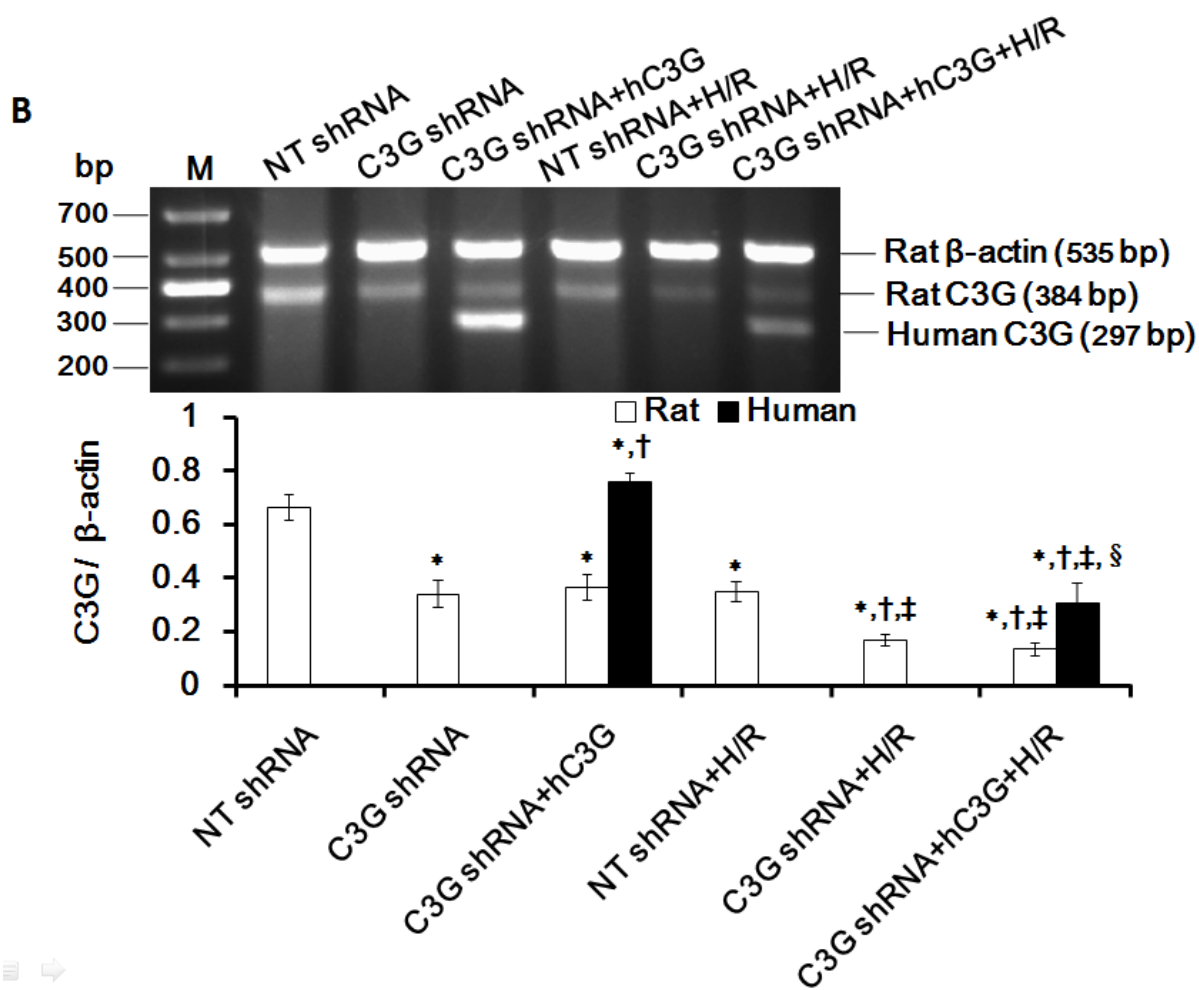 B
bp
M
NT shRNA
C3G shRNA
C3G shRNA+hC3G
NT shRNA+H/R
C3G shRNA+H/R
C3G shRNA+hC3G+H/R
700
500
400
300
200
Rat β-actin (535 bp)
Rat C3G (384 bp)
Human C3G (297 bp)
Rat Human
C3G/ β-actin
1
0.8
0.6
0.4
0.2
0
*
*
*,†
*
*,†,‡
*,†,‡
*,†,‡, §
NT shRNA
C3G shRNA
C3G shRNA+hC3G
NT shRNA+H/R
C3G shRNA+H/R
C3G shRNA+hC3G+H/R